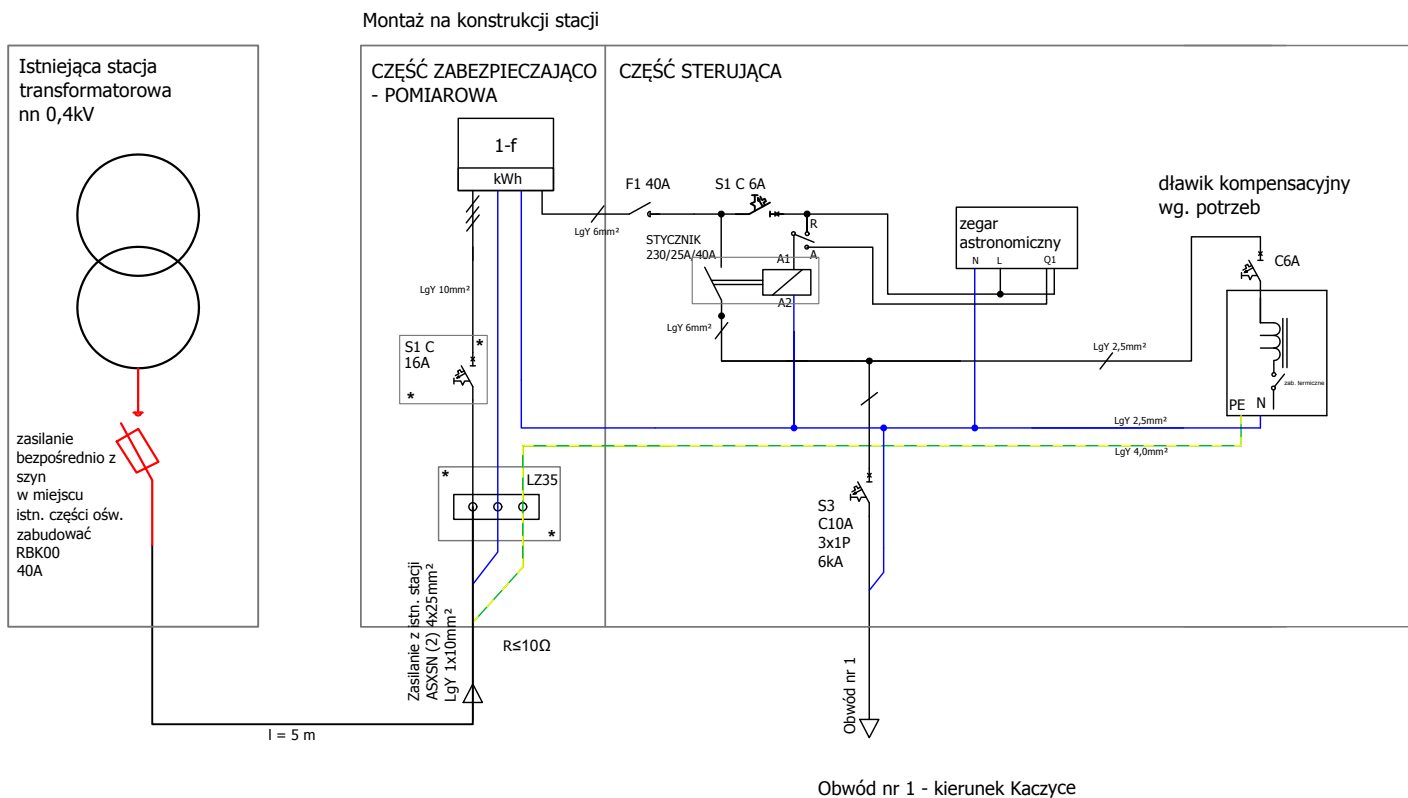 Montaż na konstrukcji stacji
Istniejąca stacja
transformatorowa
nn 0,4kV
zasilanie
bezpośrednio z
szyn
w miejscu
istn. części ośw.
zabudować
RBK00
40A
l = 5 m
CZĘŚĆ ZABEZPIECZAJĄCO
- POMIAROWA
1-f
kWh
LgY 10mm²
S1 C
16A
*
*
*
LZ35
*
Zasilanie z istn. stacji
ASXSN (2) 4x25mm²
LgY 1x10mm²
R≤10Ω
CZĘŚĆ STERUJĄCA
F1 40A
S1 C 6A
LgY 6mm²
STYCZNIK
230/25A/40A
R
A
A1
A2
LgY 6mm²
zegar
astronomiczny
N L Q1
dławik kompensacyjny
wg. potrzeb
C6A
LgY 2,5mm²
zab. termiczne
PE N
LgY 2,5mm²
LgY 4,0mm²
S3
C10A
3x1P
6kA
Obwód nr 1
Obwód nr 1 - kierunek Kaczyce